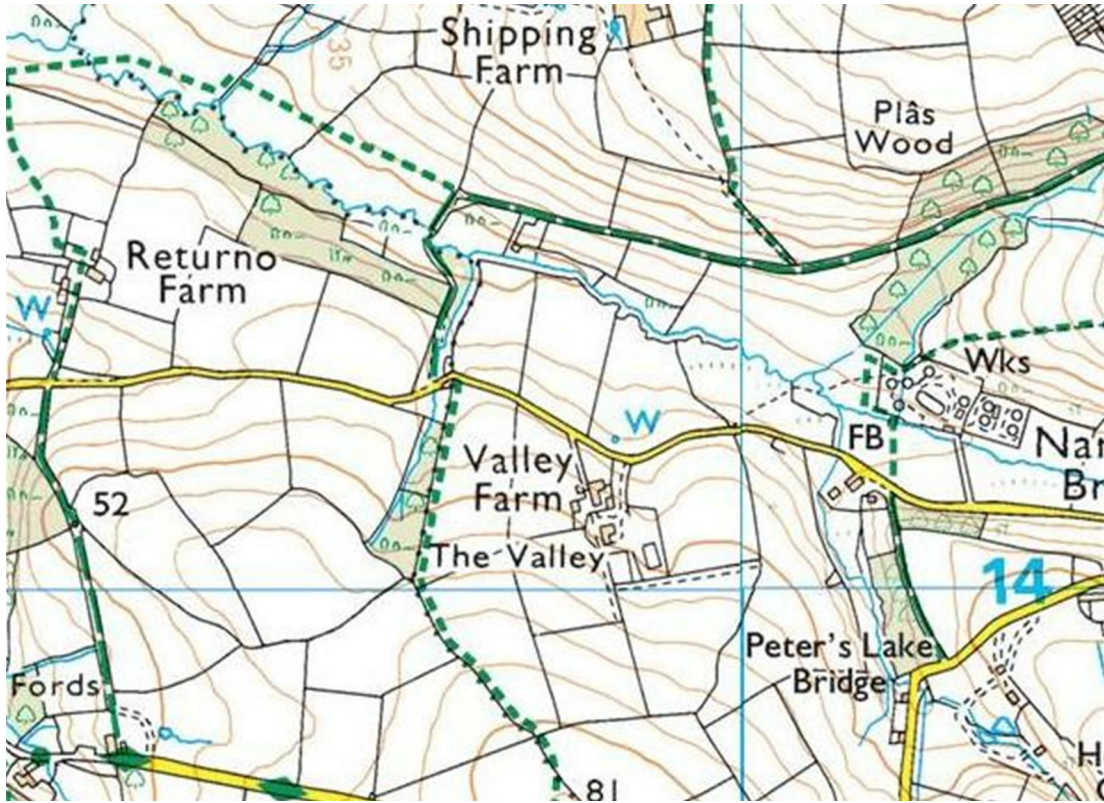 Shipping
Farm
35
Plâs
Wood
Returno
Farm
W
Wks
W
FB
Valley
Farm
52
The Valley
14
Peter's Lake
Bridge
Fords
81